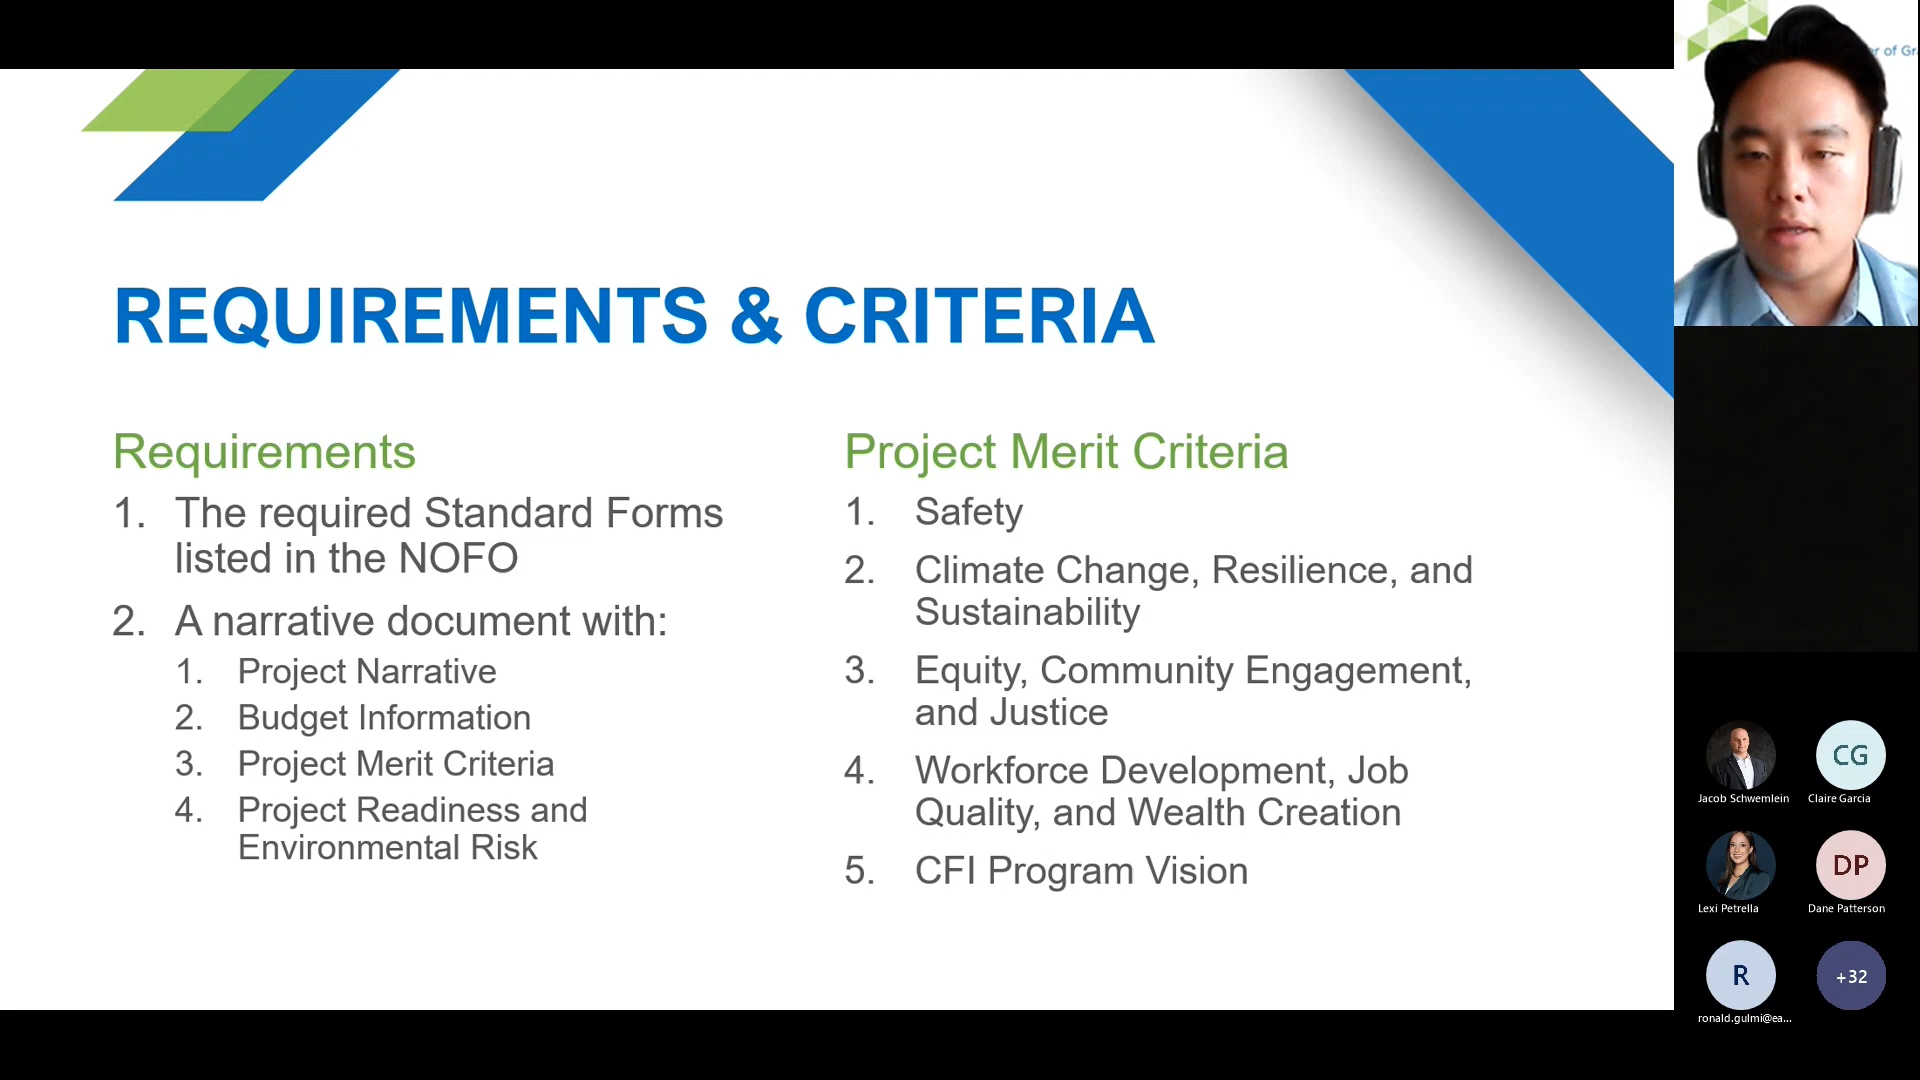 er of Gr
REQUIREMENTS & CRITERIA
Requirements
1. The required Standard Forms
listed in the NOFO
2. A narrative document with:
1. Project Narrative
2. Budget Information
3. Project Merit Criteria
4. Project Readiness and
Environmental Risk
Project Merit Criteria
1. Safety
2. Climate Change, Resilience, and
Sustainability
3. Equity, Community Engagement,
and Justice
4. Workforce Development, Job
Quality, and Wealth Creation
5. CFI Program Vision
Jacob Schwemlein
CG
Claire Garcia
Lexi Petrella
DP
Dane Patterson
R
ronald.gulmi@ea...
+32